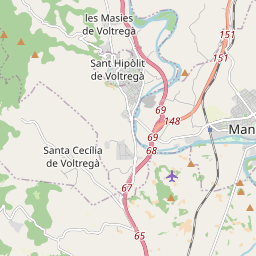 les Masies
de Voltregà
151
151
Sant Hipòlit
de Voltregà
69
148
69
Man
68
Santa Cecília
de Voltregà
67
65